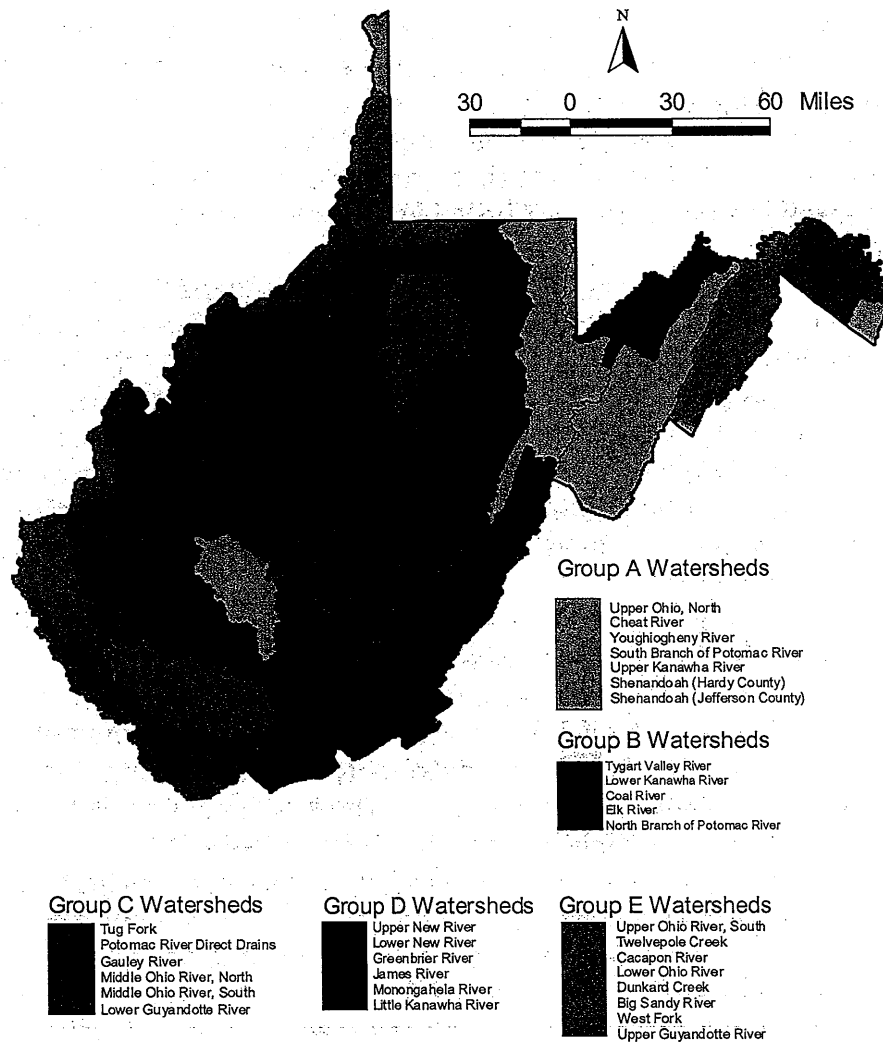 N
30 0 30 60 Miles
Group A Watersheds
Upper Ohio, North
Cheat River
Youghiogheny River
South Branch of Potomac River
Upper Kanawha River
Shenandoah (Hardy County)
Shenandoah (Jefferson County)
Group B Watersheds
Tygart Valley River
Lower Kanawha River
Coal River
Elk River
North Branch of Potomac River
Group C Watersheds
Tug Fork
Potomac River Direct Drains
Gauley River
Middle Ohio River, North
Middle Ohio River, South
Lower Guyandotte River
Group D Watersheds
Upper New River
Lower New River
Greenbrier River
James River
Monongahela River
Little Kanawha River
Group E Watersheds
Upper Ohio River, South
Twelvepole Creek
Cacapon River
Lower Ohio River
Dunkard Creek
Big Sandy River
West Fork
Upper Guyandotte River